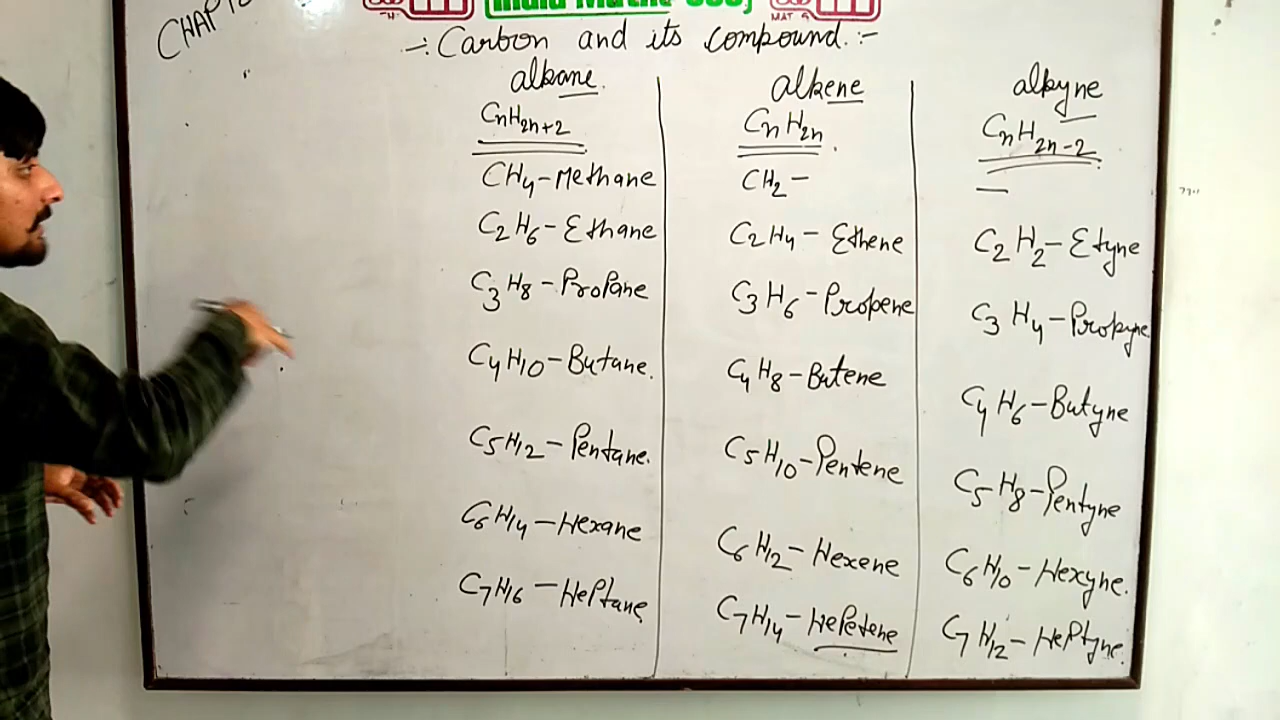 CHAPTE
India Maths
MAT
-: Carbon and its compound. :-
alkane.
CnH2n+2
CH4 - Methane
C2H6 - Ethane
C3H8 - Propane
C4H10 - Butane.
C5H12 - Pentane.
C6H14 - Hexane
C7H16 - Heptane
alkene
CnH2n
CH2 -
C2H4 - Ethene
C3H6 - Propene
C4H8 - Butene
C5H10 - Pentene
C6H12 - Hexene
C7H14 - Hepetene
alkyne
CnH2n-2
—
C2H2 - Etyne
C3H4 - Propyne
C4H6 - Butyne
C5H8 - Pentyne
C6H10 - Hexyne.
C7H12 - Heptyne.